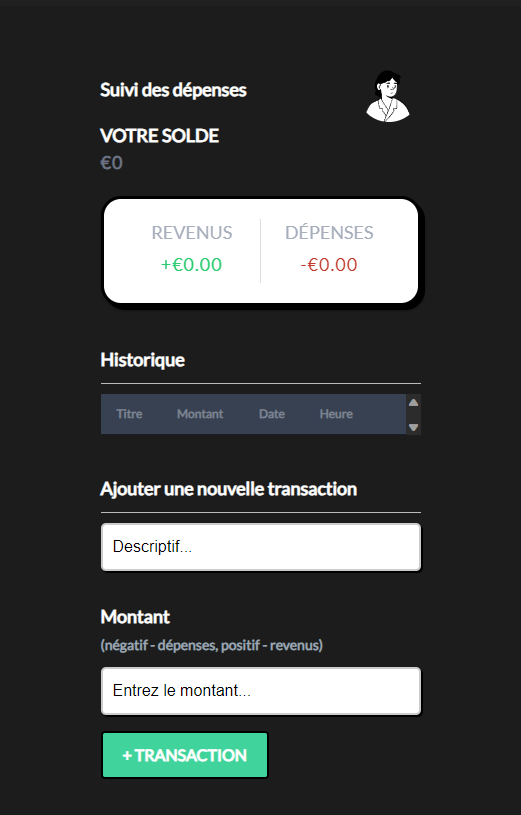 Suivi des dépenses
VOTRE SOLDE
€0
REVENUS DÉPENSES
+€0.00 -€0.00
Historique
Titre Montant Date Heure
Ajouter une nouvelle transaction
Descriptif...
Montant
(négatif - dépenses, positif - revenus)
Entrez le montant...
+ TRANSACTION